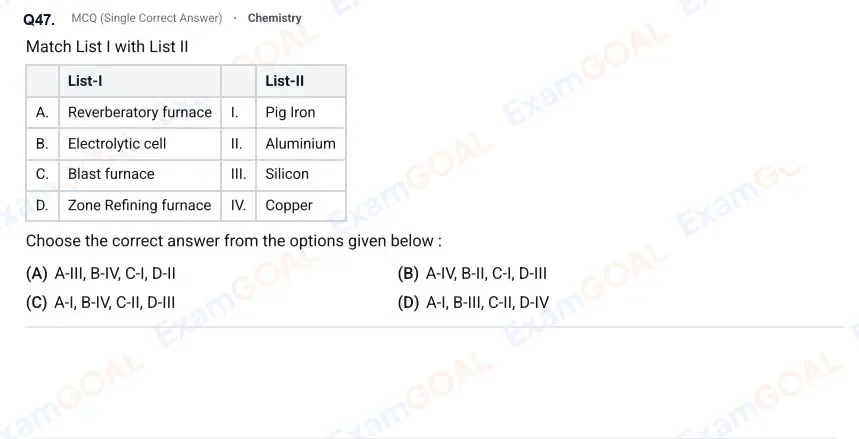 Q47. MCQ (Single Correct Answer) · Chemistry
Match List I with List II
List-I List-II
A. Reverberatory furnace I. Pig Iron
B. Electrolytic cell II. Aluminium
C. Blast furnace III. Silicon
D. Zone Refining furnace IV. Copper
Choose the correct answer from the options given below :
(A) A-III, B-IV, C-I, D-II (B) A-IV, B-II, C-I, D-III
(C) A-I, B-IV, C-II, D-III (D) A-I, B-III, C-II, D-IV
ExamGOAL